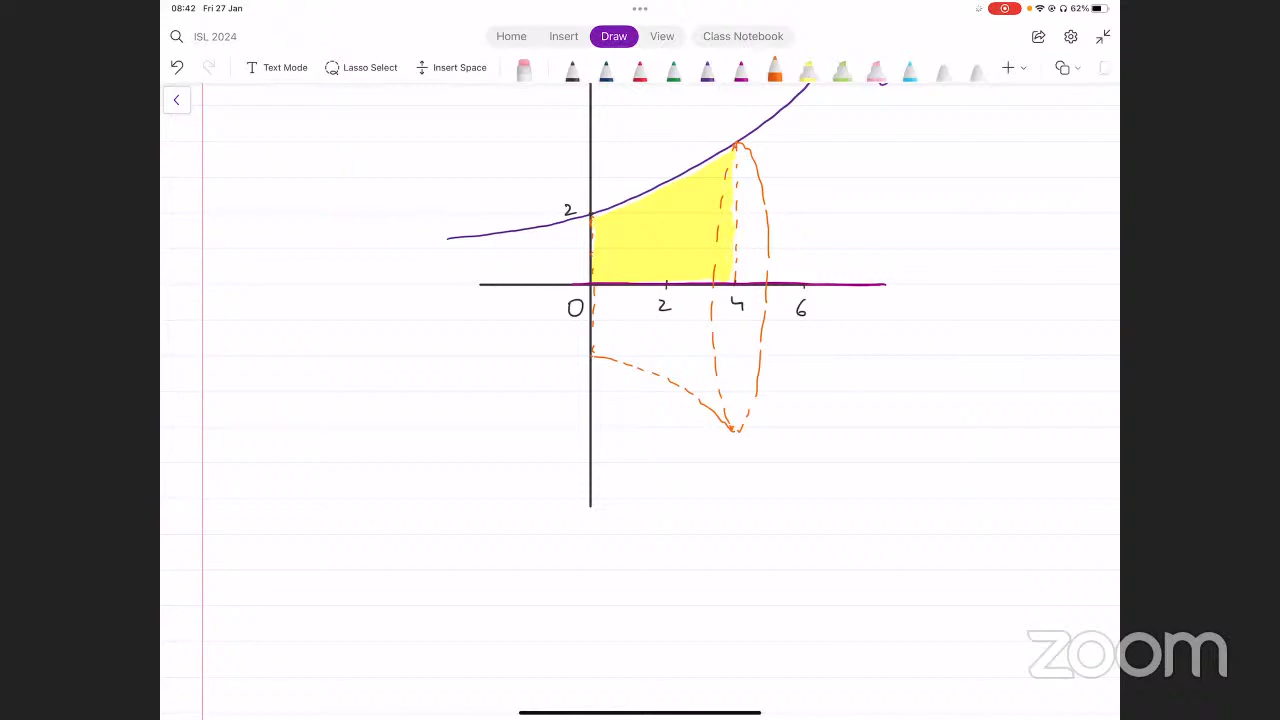 08:42 Fri 27 Jan 62%
ISL 2024
Home Insert Draw View Class Notebook
Text Mode Lasso Select Insert Space
2
0 2 4 6
zoom